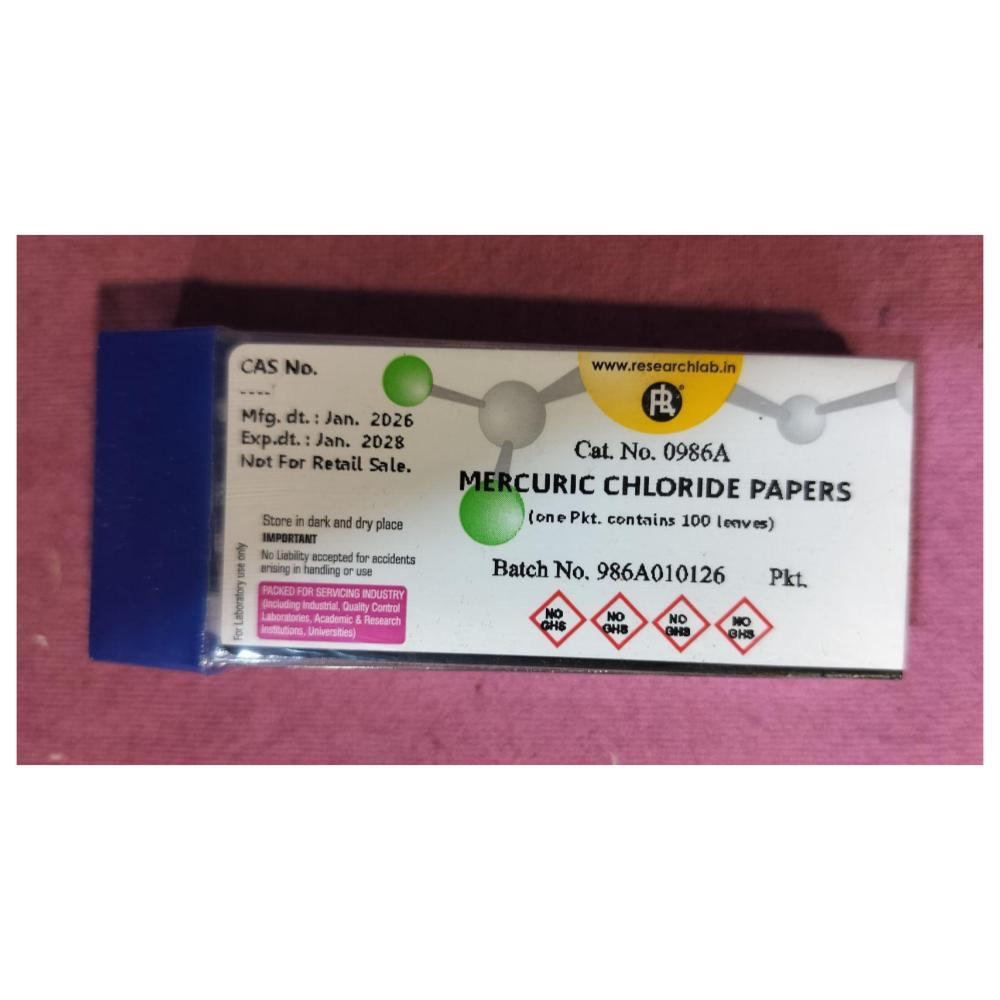 CAS No.
----
Mfg. dt. : Jan. 2026
Exp.dt. : Jan. 2028
Not For Retail Sale.
Store in dark and dry place
IMPORTANT
No Liability accepted for accidents
arising in handling or use
PACKED FOR SERVICING INDUSTRY
(Including Industrial, Quality Control
Laboratories, Academic & Research
Institutions, Universities)
For Laboratory use only
www.researchlab.in
RL®
Cat. No. 0986A
MERCURIC CHLORIDE PAPERS
(one Pkt. contains 100 leaves)
Batch No. 986A010126 Pkt.
NO GHS NO GHS NO GHS NO GHS